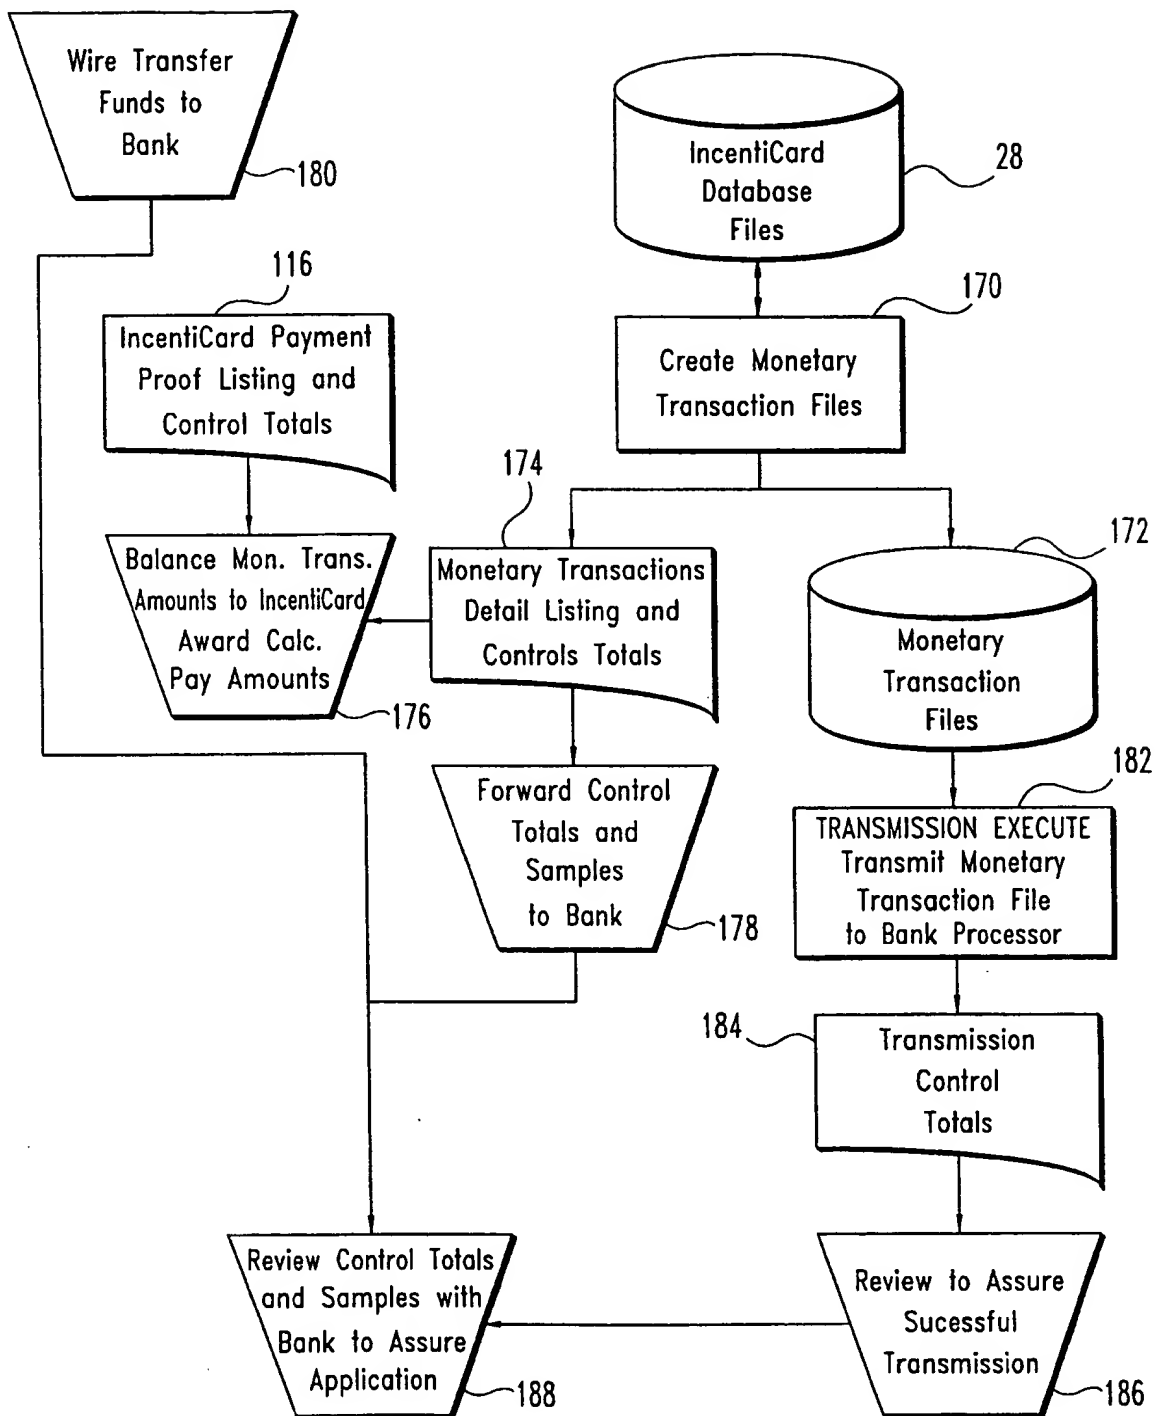 Wire Transfer
Funds to
Bank
180
IncentiCard
Database
Files
28
116
IncentiCard Payment
Proof Listing and
Control Totals
170
Create Monetary
Transaction Files
174
Monetary Transactions
Detail Listing and
Controls Totals
172
Monetary
Transaction
Files
Balance Mon. Trans.
Amounts to IncentiCard
Award Calc.
Pay Amounts
176
Forward Control
Totals and
Samples
to Bank
178
182
TRANSMISSION EXECUTE
Transmit Monetary
Transaction File
to Bank Processor
184
Transmission
Control
Totals
Review Control Totals
and Samples with
Bank to Assure
Application
188
Review to Assure
Sucessful
Transmission
186